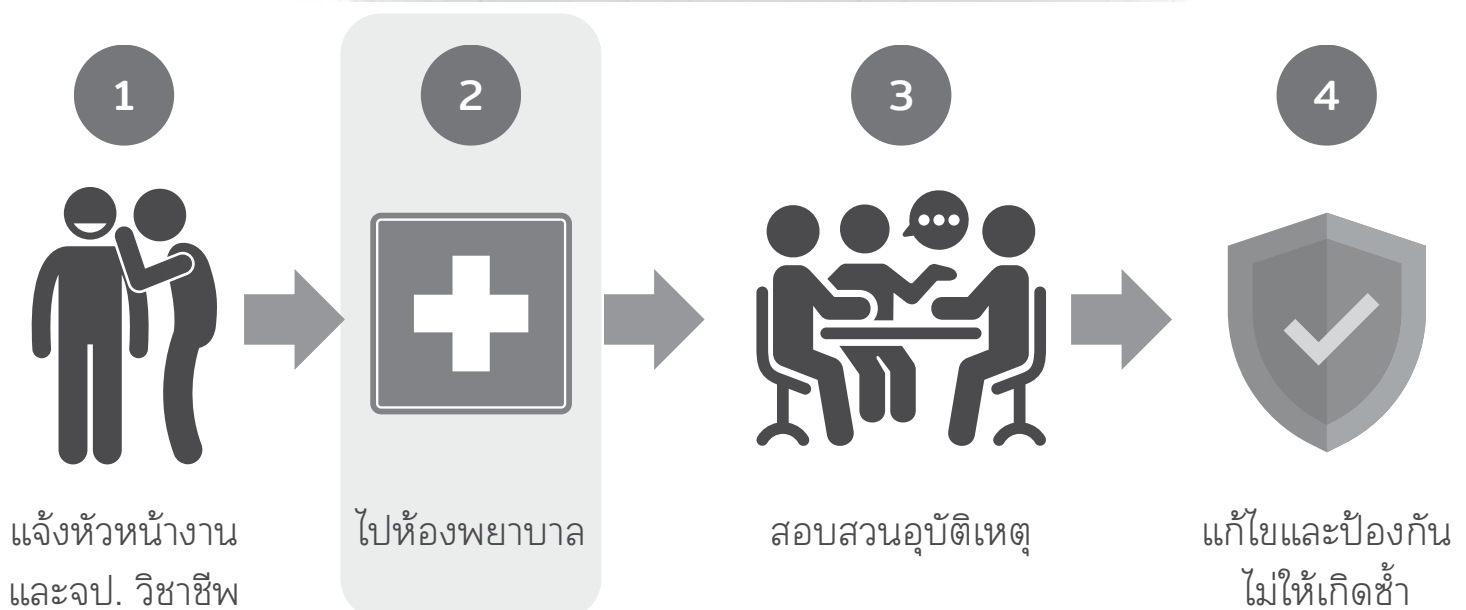 1
2
3
4
แจ้งหัวหน้างาน
และจป. วิชาชีพ
ไปห้องพยาบาล
สอบสวนอุบัติเหตุ
แก้ไขและป้องกัน
ไม่ให้เกิดซ้ำ